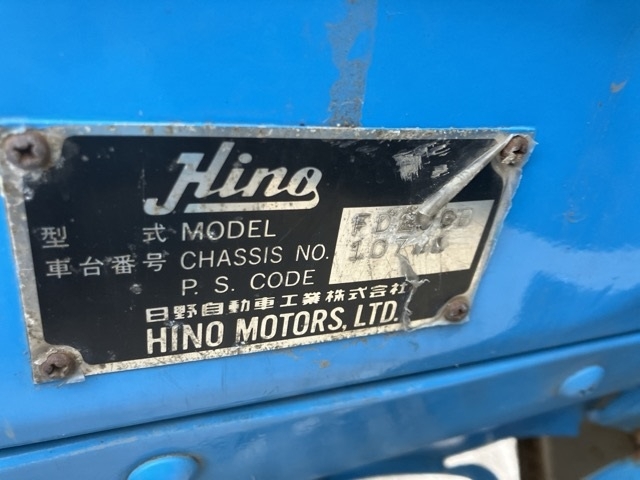 Hino
型 式 MODEL
車台番号 CHASSIS NO.
P. S. CODE
日野自動車工業株式会社
HINO MOTORS, LTD.